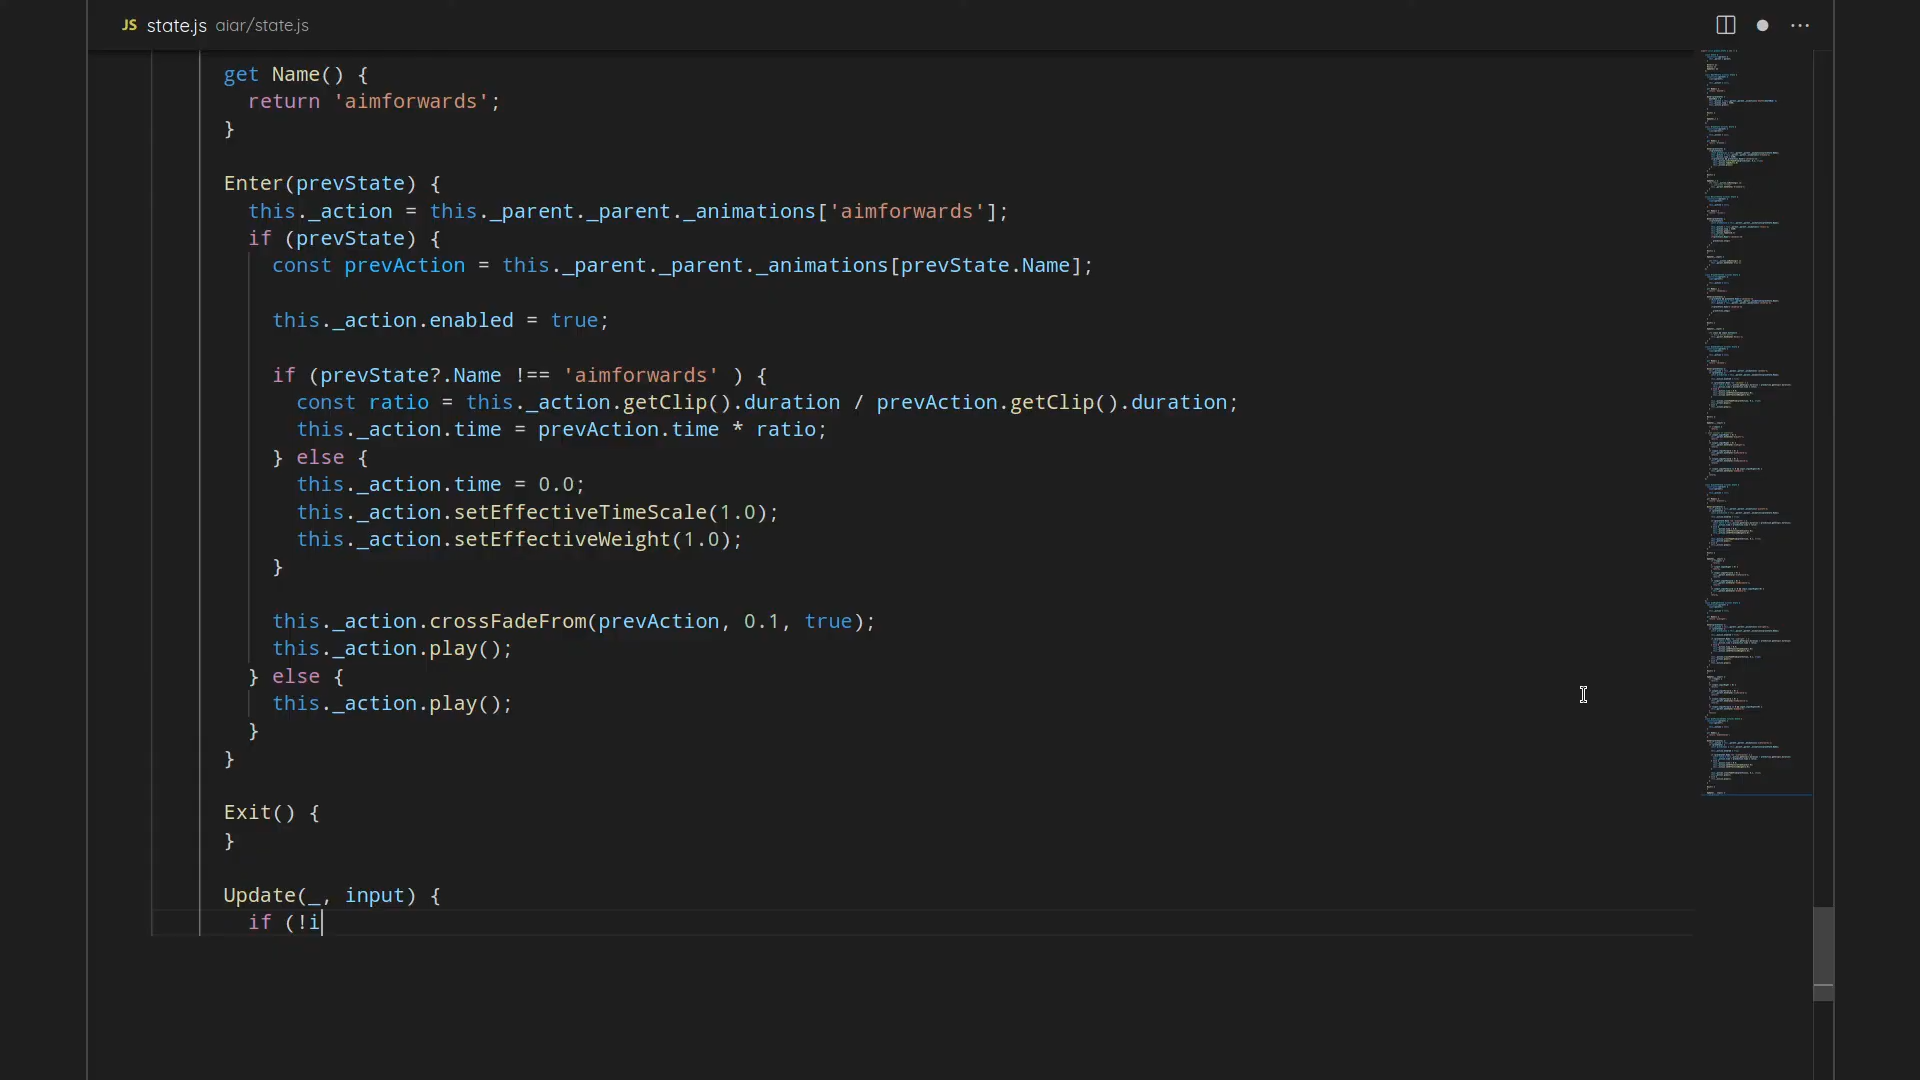 JS state.js aiar/state.js
get Name() {
return 'aimforwards';
}
Enter(prevState) {
this._action = this._parent._parent._animations['aimforwards'];
if (prevState) {
const prevAction = this._parent._parent._animations[prevState.Name];
this._action.enabled = true;
if (prevState?.Name !== 'aimforwards' ) {
const ratio = this._action.getClip().duration / prevAction.getClip().duration;
this._action.time = prevAction.time * ratio;
} else {
this._action.time = 0.0;
this._action.setEffectiveTimeScale(1.0);
this._action.setEffectiveWeight(1.0);
}
this._action.crossFadeFrom(prevAction, 0.1, true);
this._action.play();
} else {
this._action.play();
}
}
Exit() {
}
Update(_, input) {
if (!i